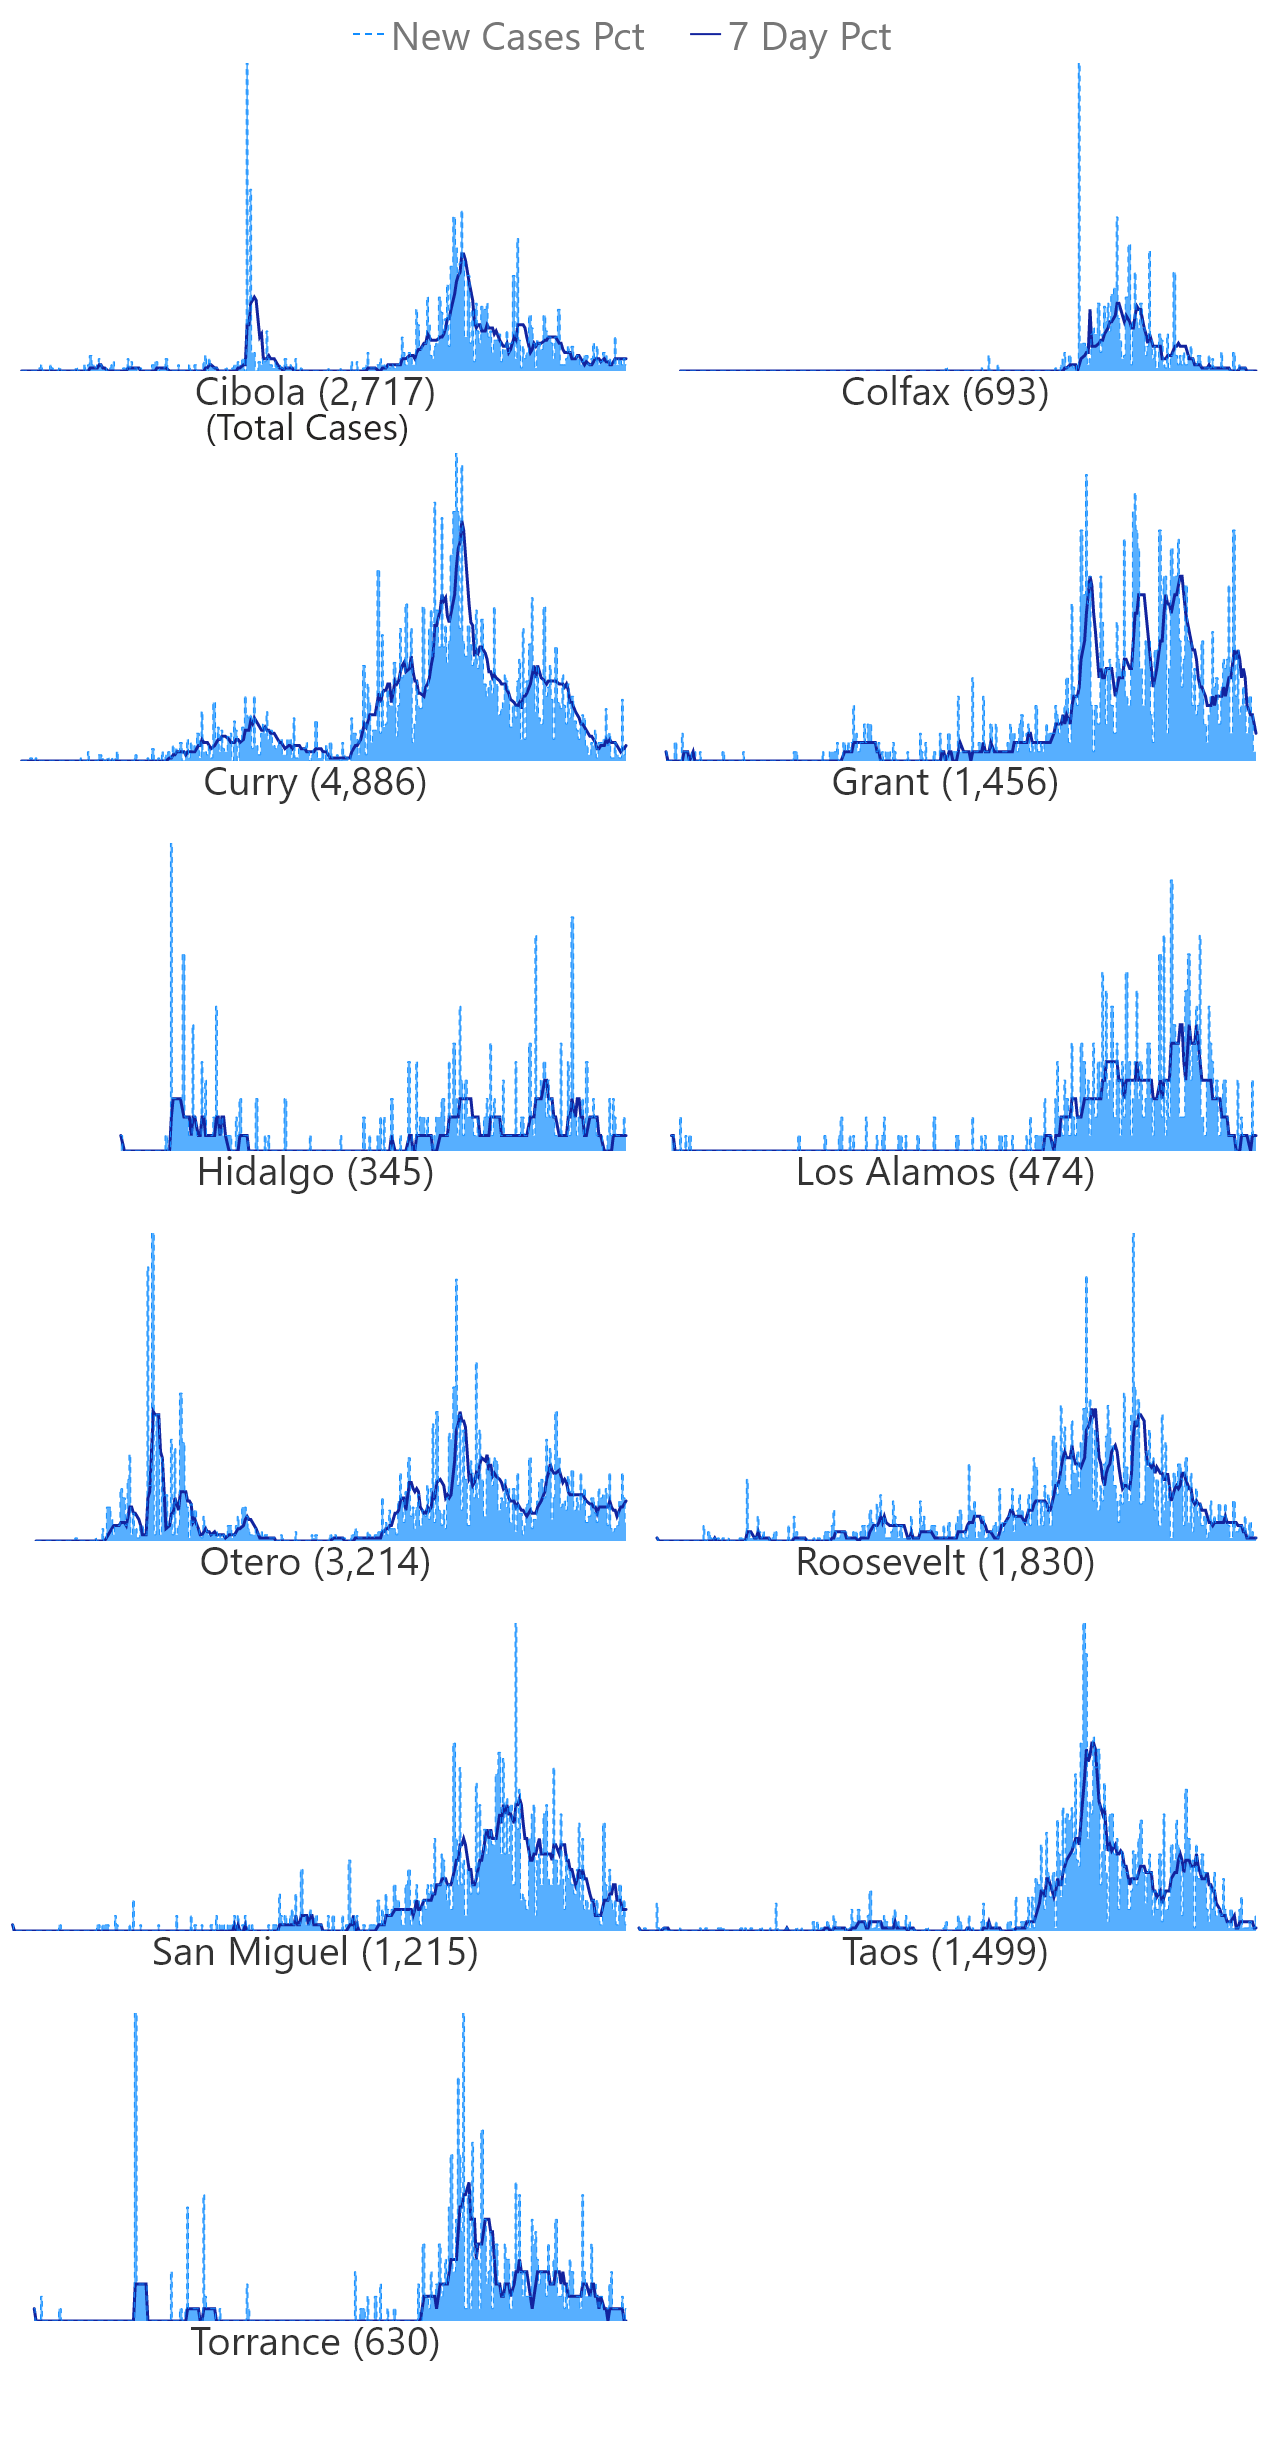 New Cases Pct 7 Day Pct
Cibola (2,717) Colfax (693)
(Total Cases)
Curry (4,886) Grant (1,456)
Hidalgo (345) Los Alamos (474)
Otero (3,214) Roosevelt (1,830)
San Miguel (1,215) Taos (1,499)
Torrance (630)